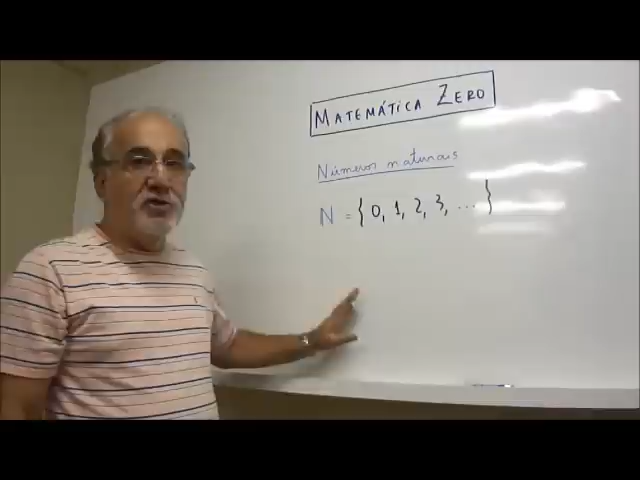 MATEMÁTICA ZERO
Números naturais
N = {0, 1, 2, 3, ...}